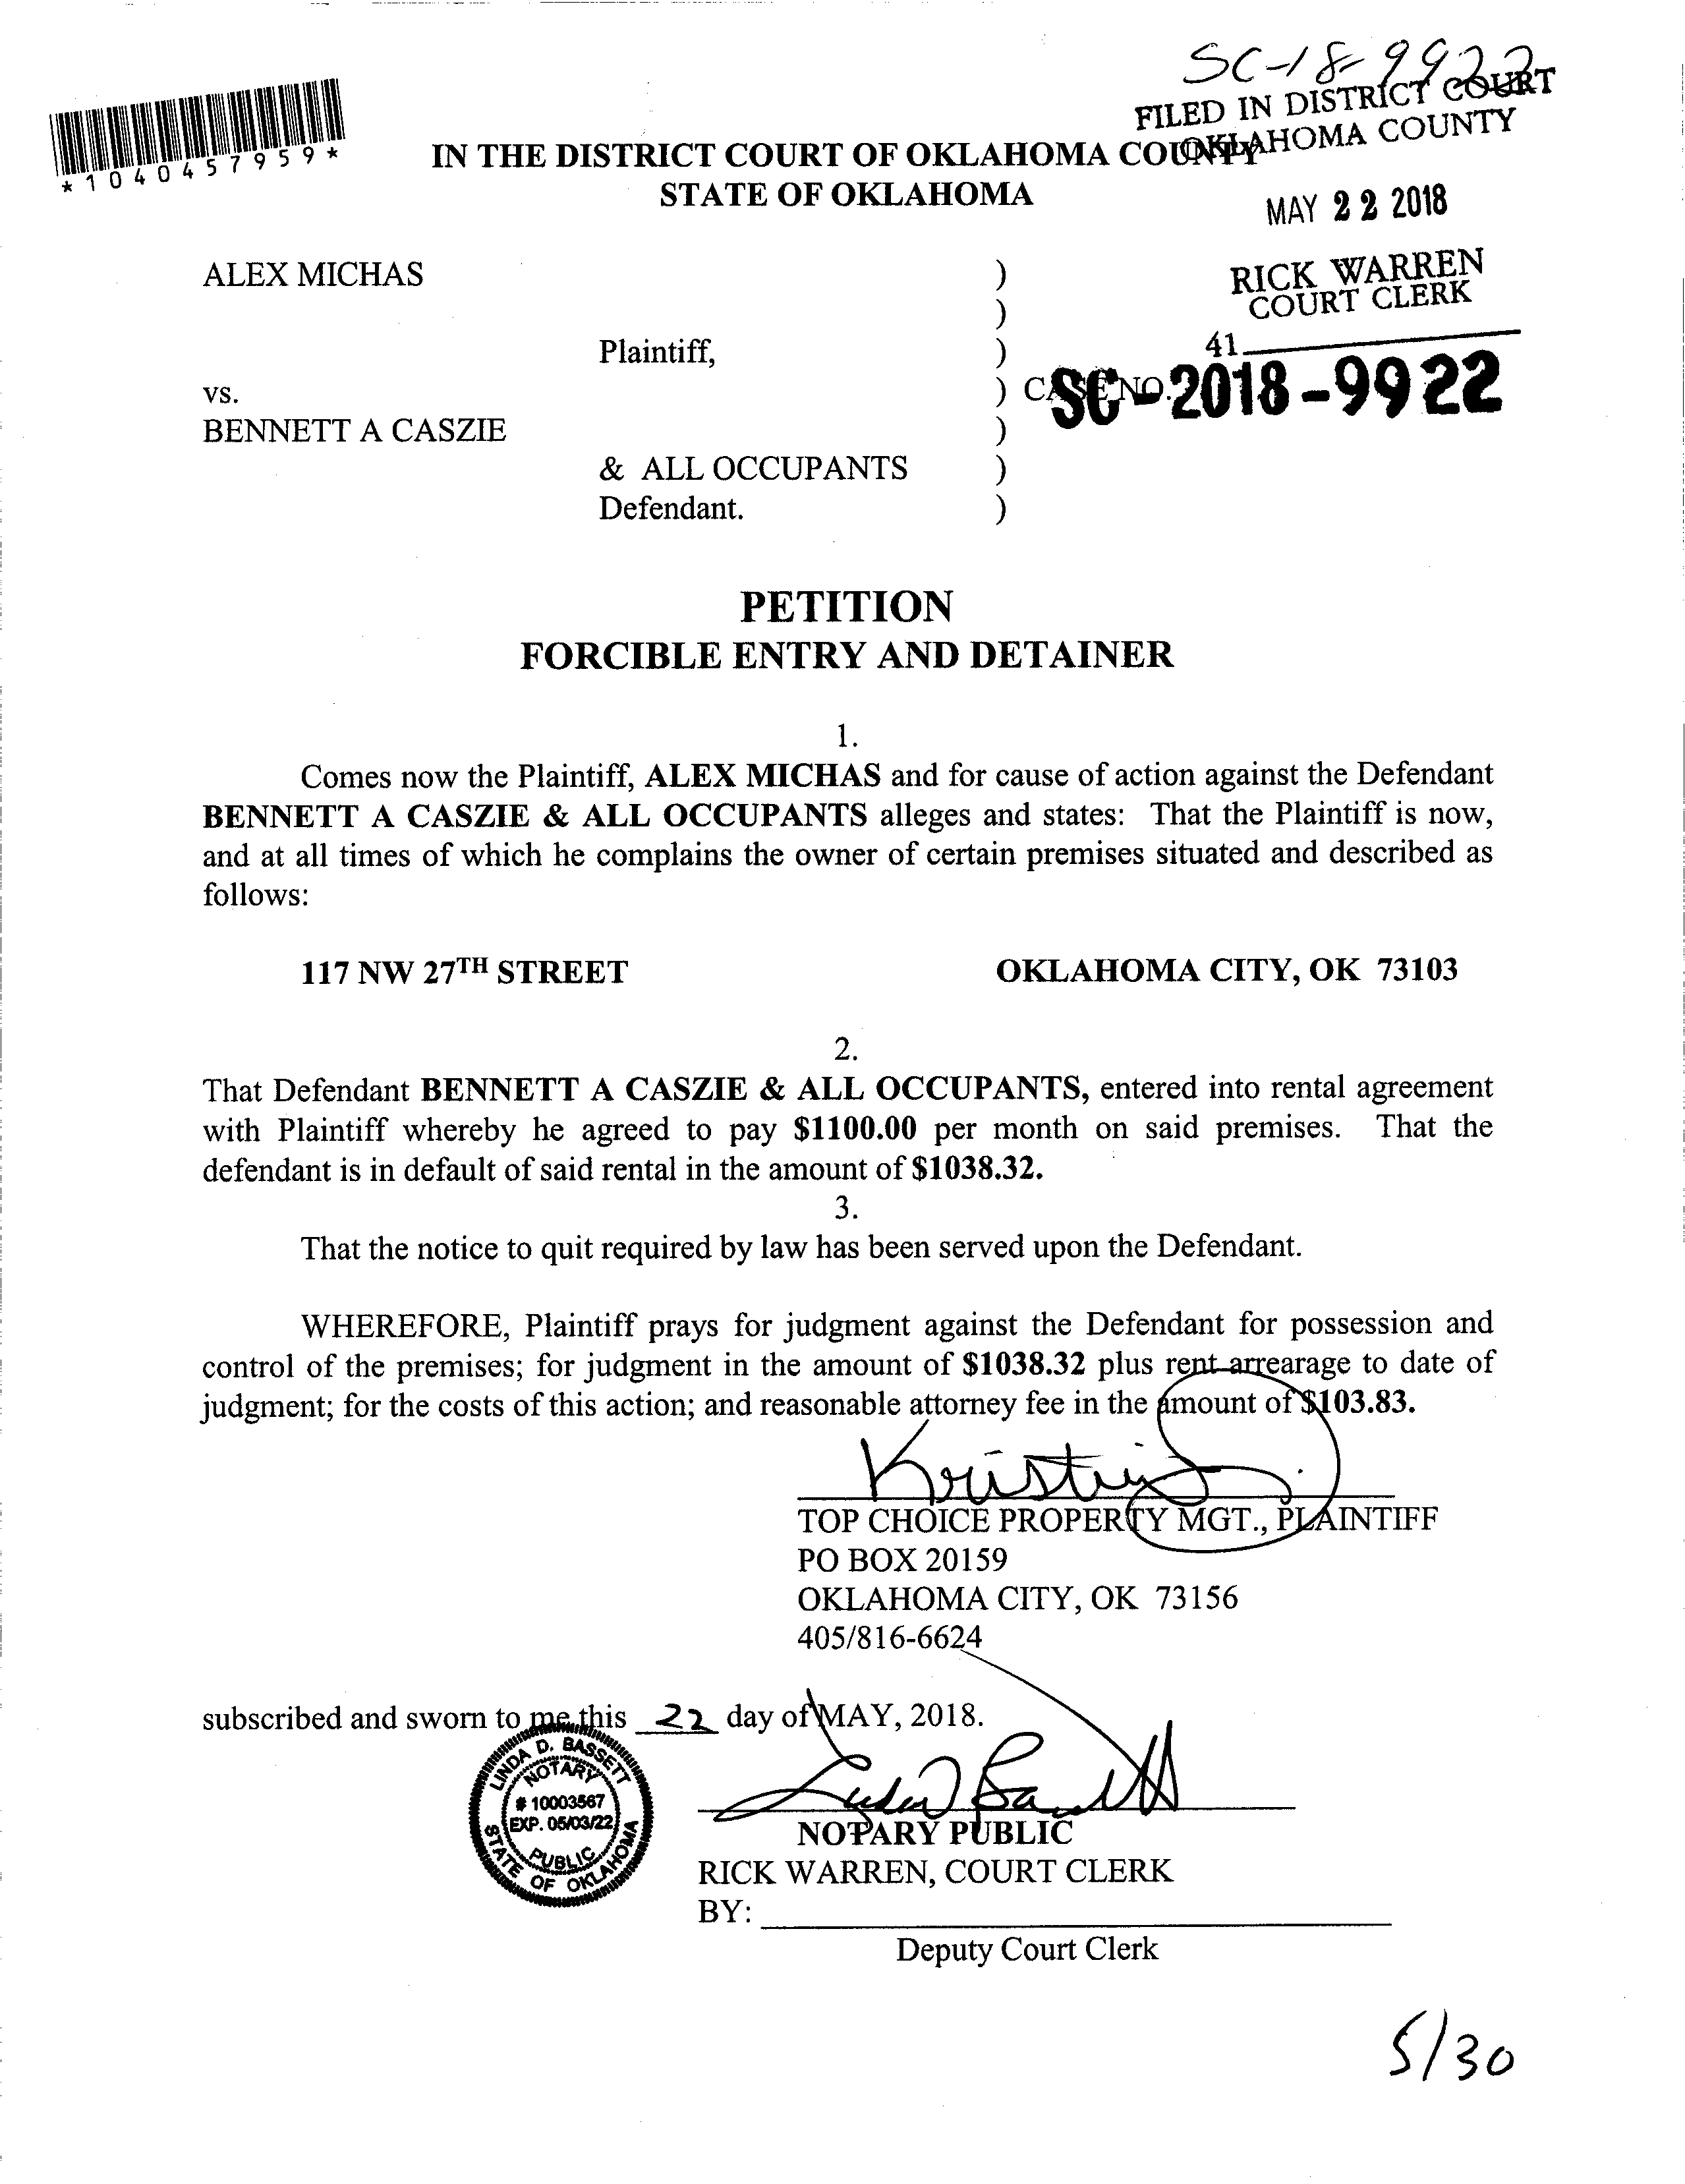 SC-18-9922
FILED IN DISTRICT COURT
OKLAHOMA COUNTY
*1040457959*
IN THE DISTRICT COURT OF OKLAHOMA COUNTY
STATE OF OKLAHOMA
MAY 22 2018
ALEX MICHAS )
RICK WARREN
COURT CLERK
)
Plaintiff, )
41
vs. ) CASE NO. SC-2018-9922
BENNETT A CASZIE )
& ALL OCCUPANTS )
Defendant. )
PETITION
FORCIBLE ENTRY AND DETAINER
1.
Comes now the Plaintiff, ALEX MICHAS and for cause of action against the Defendant
BENNETT A CASZIE & ALL OCCUPANTS alleges and states: That the Plaintiff is now,
and at all times of which he complains the owner of certain premises situated and described as
follows:
117 NW 27TH STREET OKLAHOMA CITY, OK 73103
2.
That Defendant BENNETT A CASZIE & ALL OCCUPANTS, entered into rental agreement
with Plaintiff whereby he agreed to pay $1100.00 per month on said premises. That the
defendant is in default of said rental in the amount of $1038.32.
3.
That the notice to quit required by law has been served upon the Defendant.
WHEREFORE, Plaintiff prays for judgment against the Defendant for possession and
control of the premises; for judgment in the amount of $1038.32 plus rent arrearage to date of
judgment; for the costs of this action; and reasonable attorney fee in the amount of $103.83.
TOP CHOICE PROPERTY MGT., PLAINTIFF
PO BOX 20159
OKLAHOMA CITY, OK 73156
405/816-6624
subscribed and sworn to me this 22 day of MAY, 2018.
LINDA D. BASSETT
NOTARY
# 10003567
EXP. 05/03/22
PUBLIC
STATE OF OKLAHOMA
NOTARY PUBLIC
RICK WARREN, COURT CLERK
BY:
Deputy Court Clerk
5/30